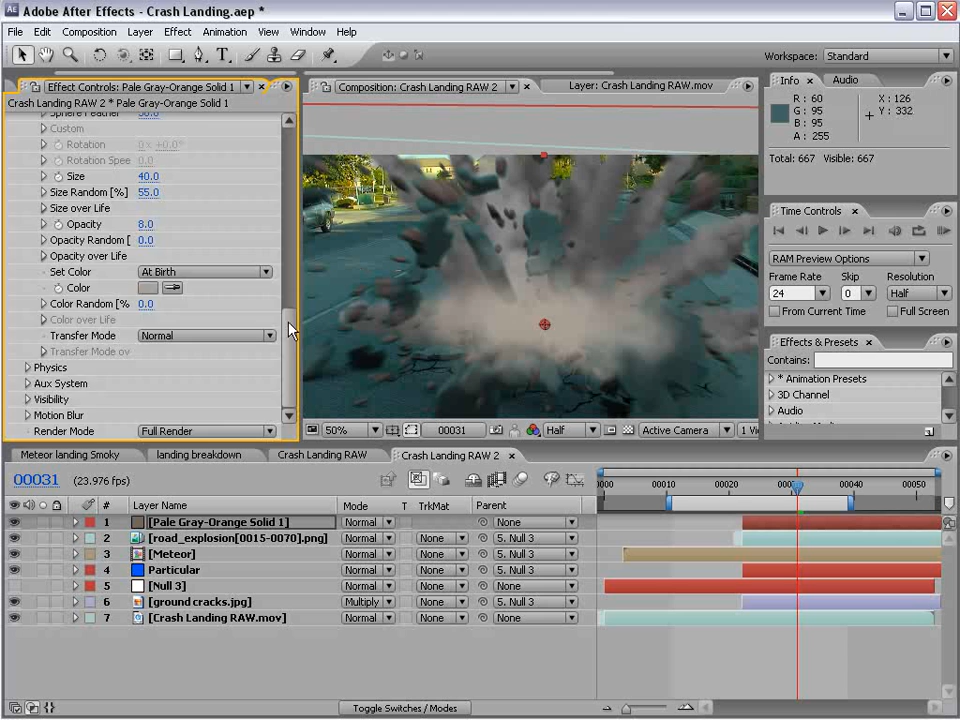 Adobe After Effects - Crash Landing.aep *
File Edit Composition Layer Effect Animation View Window Help
Workspace: Standard
Effect Controls: Pale Gray-Orange Solid 1
Crash Landing RAW 2 * Pale Gray-Orange Solid 1
Sphere Feather 50.0
Custom
Rotation 0 x +0.0°
Rotation Spee 0.0
Size 40.0
Size Random [%] 55.0
Size over Life
Opacity 8.0
Opacity Random [ 0.0
Opacity over Life
Set Color At Birth
Color
Color Random [% 0.0
Color over Life
Transfer Mode Normal
Transfer Mode ov
Physics
Aux System
Visibility
Motion Blur
Render Mode Full Render
Composition: Crash Landing RAW 2
Layer: Crash Landing RAW.mov
50% 00031 Half Active Camera 1 Vi
Info Audio
R: 60 X: 126
G: 95 Y: 332
B: 95
A: 255
Total: 667 Visible: 667
Time Controls
RAM Preview Options
Frame Rate Skip Resolution
24 0 Half
From Current Time Full Screen
Effects & Presets
Contains:
* Animation Presets
3D Channel
Audio
Meteor landing Smoky landing breakdown Crash Landing RAW Crash Landing RAW 2
00031 (23.976 fps)
0000 00010 00020 00050
# Layer Name Mode T TrkMat Parent
1 [Pale Gray-Orange Solid 1] Normal None
2 [road_explosion[0015-0070].png] Normal None 5. Null 3
3 [Meteor] Normal None 5. Null 3
4 Particular Normal None 5. Null 3
5 [Null 3] Normal None None
6 [ground cracks.jpg] Multiply None 5. Null 3
7 [Crash Landing RAW.mov] Normal None None
Toggle Switches / Modes